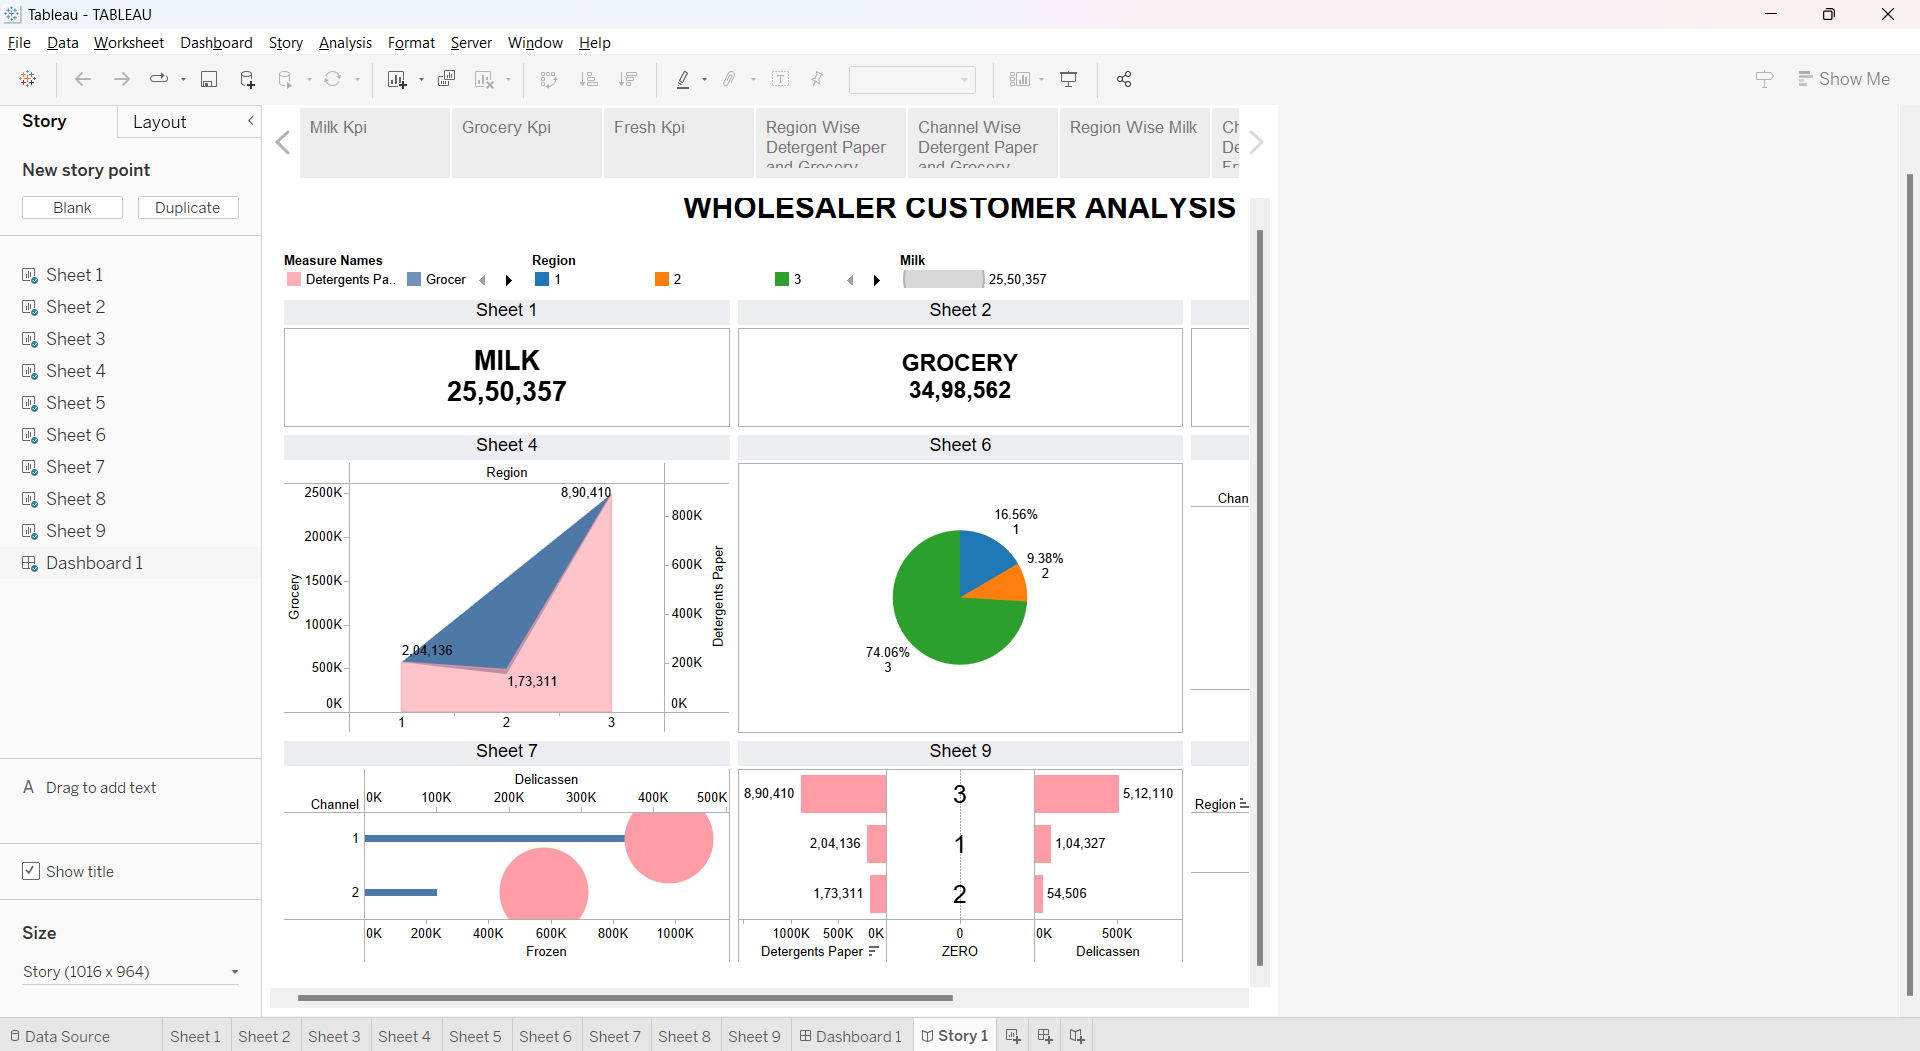 Tableau - TABLEAU
File Data Worksheet Dashboard Story Analysis Format Server Window Help
Show Me
Story Layout
New story point
Blank Duplicate
Sheet 1
Sheet 2
Sheet 3
Sheet 4
Sheet 5
Sheet 6
Sheet 7
Sheet 8
Sheet 9
Dashboard 1
A Drag to add text
Show title
Size
Story (1016 x 964)
Milk Kpi
Grocery Kpi
Fresh Kpi
Region Wise
Detergent Paper
and Grocery
Channel Wise
Detergent Paper
and Grocery
Region Wise Milk
Ch
De
Fr
WHOLESALER CUSTOMER ANALYSIS
Measure Names Region Milk
Detergents Pa.. Grocer 1 2 3 25,50,357
Sheet 1
MILK
25,50,357
Sheet 2
GROCERY
34,98,562
Sheet 4
Region
2500K
2000K
1500K
1000K
500K
0K
Grocery
8,90,410
2,04,136
1,73,311
800K
600K
400K
200K
0K
Detergents Paper
1 2 3
Sheet 6
16.56%
1
9.38%
2
74.06%
3
Chan
Sheet 7
Delicassen
Channel 0K 100K 200K 300K 400K 500K
1
2
0K 200K 400K 600K 800K 1000K
Frozen
Sheet 9
8,90,410 3 5,12,110
2,04,136 1 1,04,327
1,73,311 2 54,506
1000K 500K 0K 0 0K 500K
Detergents Paper ZERO Delicassen
Region
Data Source Sheet 1 Sheet 2 Sheet 3 Sheet 4 Sheet 5 Sheet 6 Sheet 7 Sheet 8 Sheet 9 Dashboard 1 Story 1